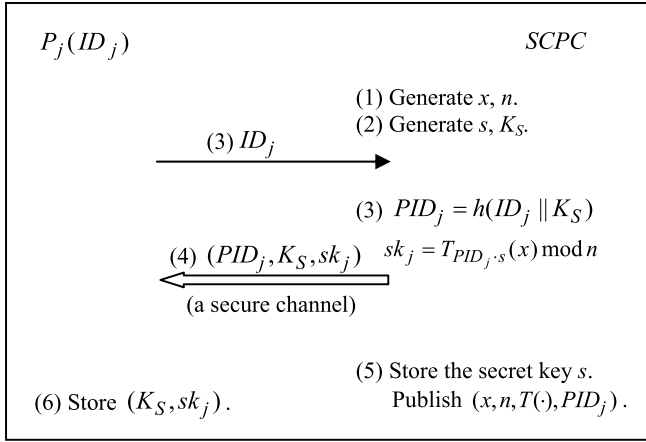 P_j(ID_j)
SCPC
(1) Generate x, n.
(2) Generate s, K_S.
(3) ID_j
(3) PID_j = h(ID_j || K_S)
sk_j = T_{PID_j·s}(x) mod n
(4) (PID_j, K_S, sk_j)
(a secure channel)
(5) Store the secret key s.
Publish (x, n, T(·), PID_j).
(6) Store (K_S, sk_j).